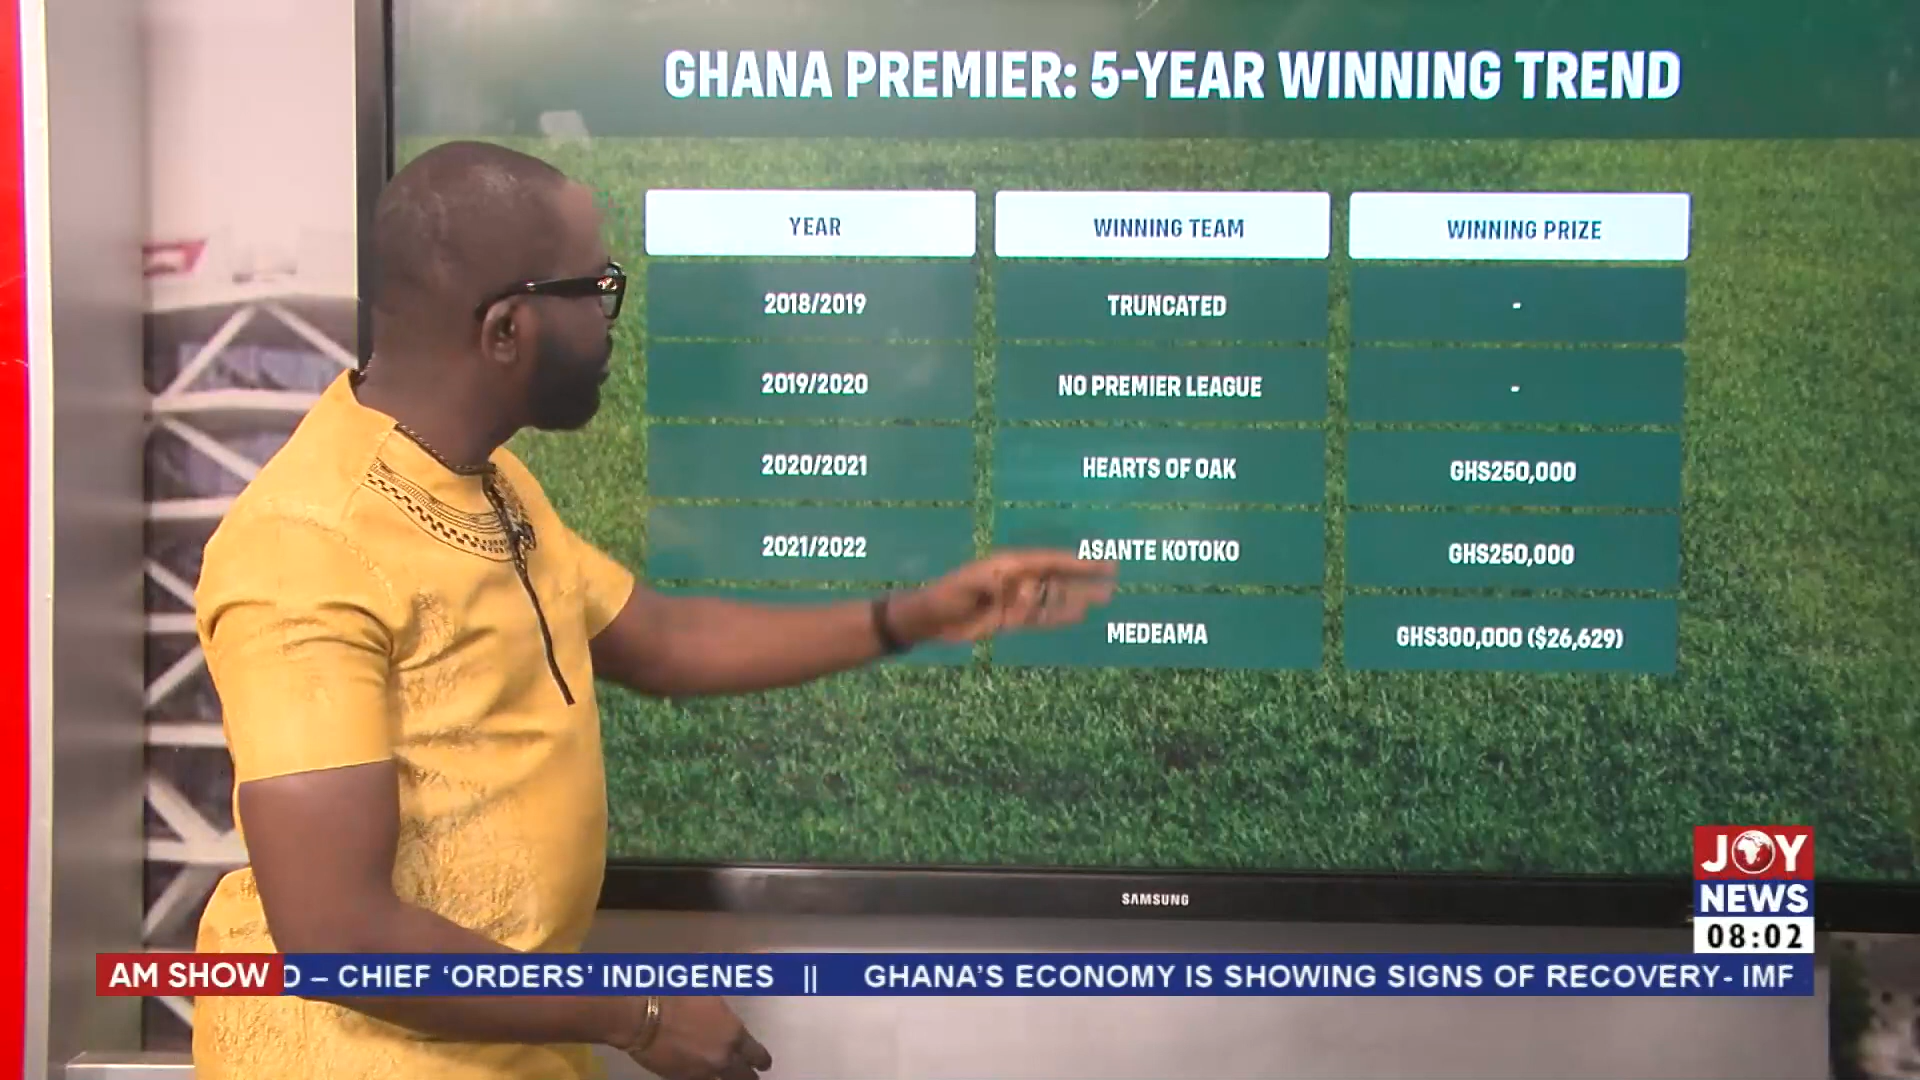 GHANA PREMIER: 5-YEAR WINNING TREND
YEAR WINNING TEAM WINNING PRIZE
2018/2019 TRUNCATED -
2019/2020 NO PREMIER LEAGUE -
2020/2021 HEARTS OF OAK GHS250,000
2021/2022 ASANTE KOTOKO GHS250,000
MEDEAMA GHS300,000 ($26,629)
SAMSUNG
JOY
NEWS
08:02
AM SHOW D – CHIEF ‘ORDERS’ INDIGENES || GHANA’S ECONOMY IS SHOWING SIGNS OF RECOVERY- IMF